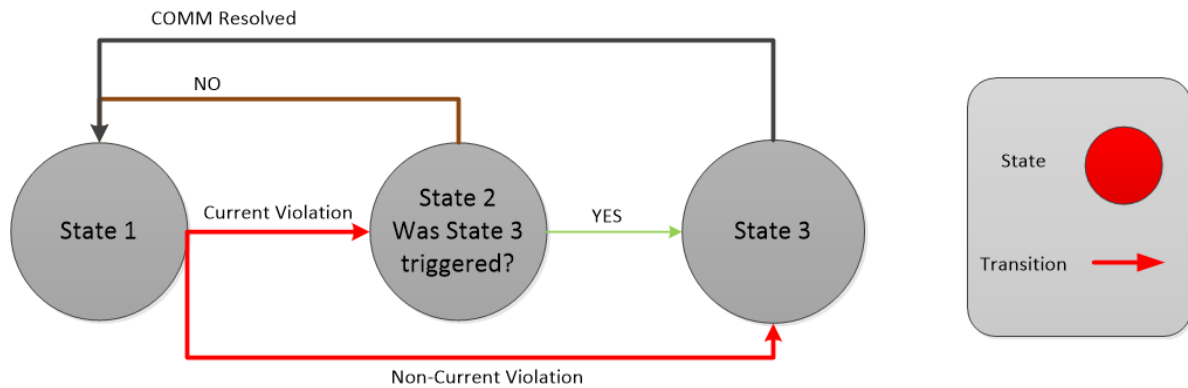 COMM Resolved
NO
State 1
Current Violation
State 2
Was State 3
triggered?
YES
State 3
Non-Current Violation
State
Transition